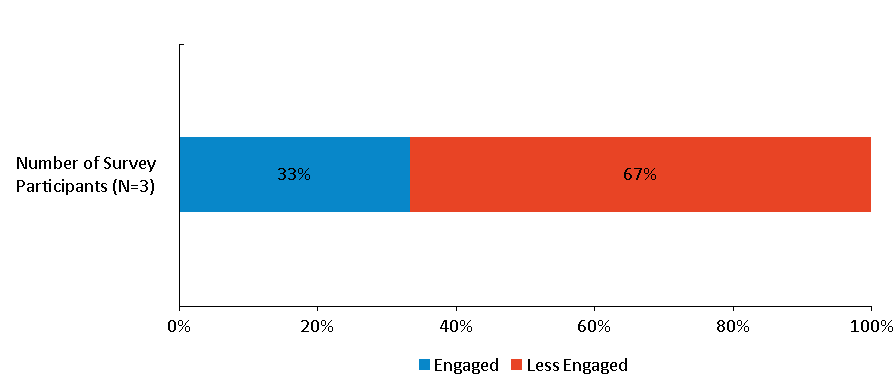 Number of Survey
Participants (N=3)
33%
67%
0%
20%
40%
60%
80%
100%
Engaged
Less Engaged